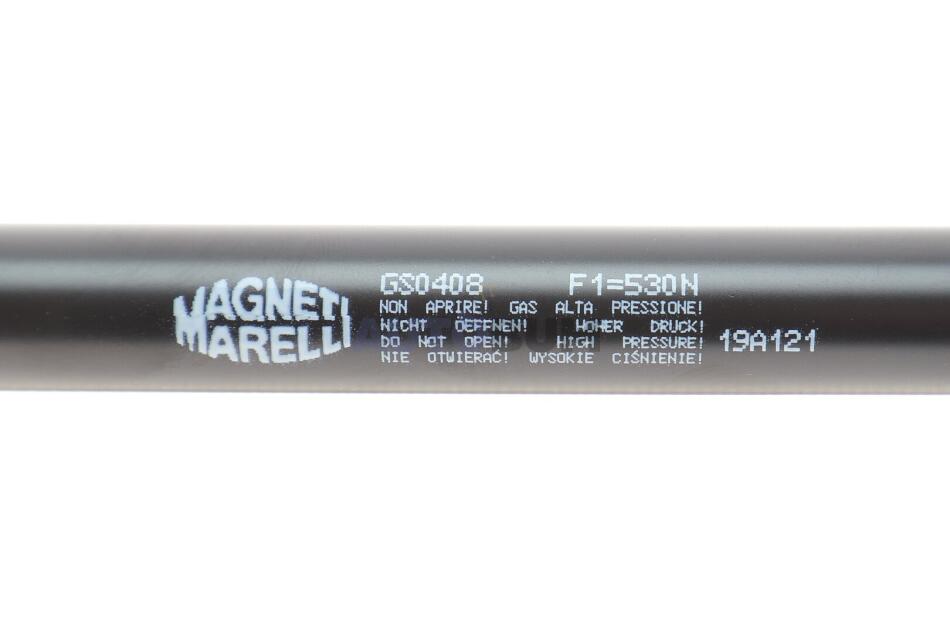 MAGNETI
MARELLI
GS0408 F1=530N
NON APRIRE! GAS ALTA PRESSIONE!
NICHT ÖEFFNEN! HOHER DRUCK!
DO NOT OPEN! HIGH PRESSURE!
NIE OTWIERAĆ! WYSOKIE CIŚNIENIE!
19A121